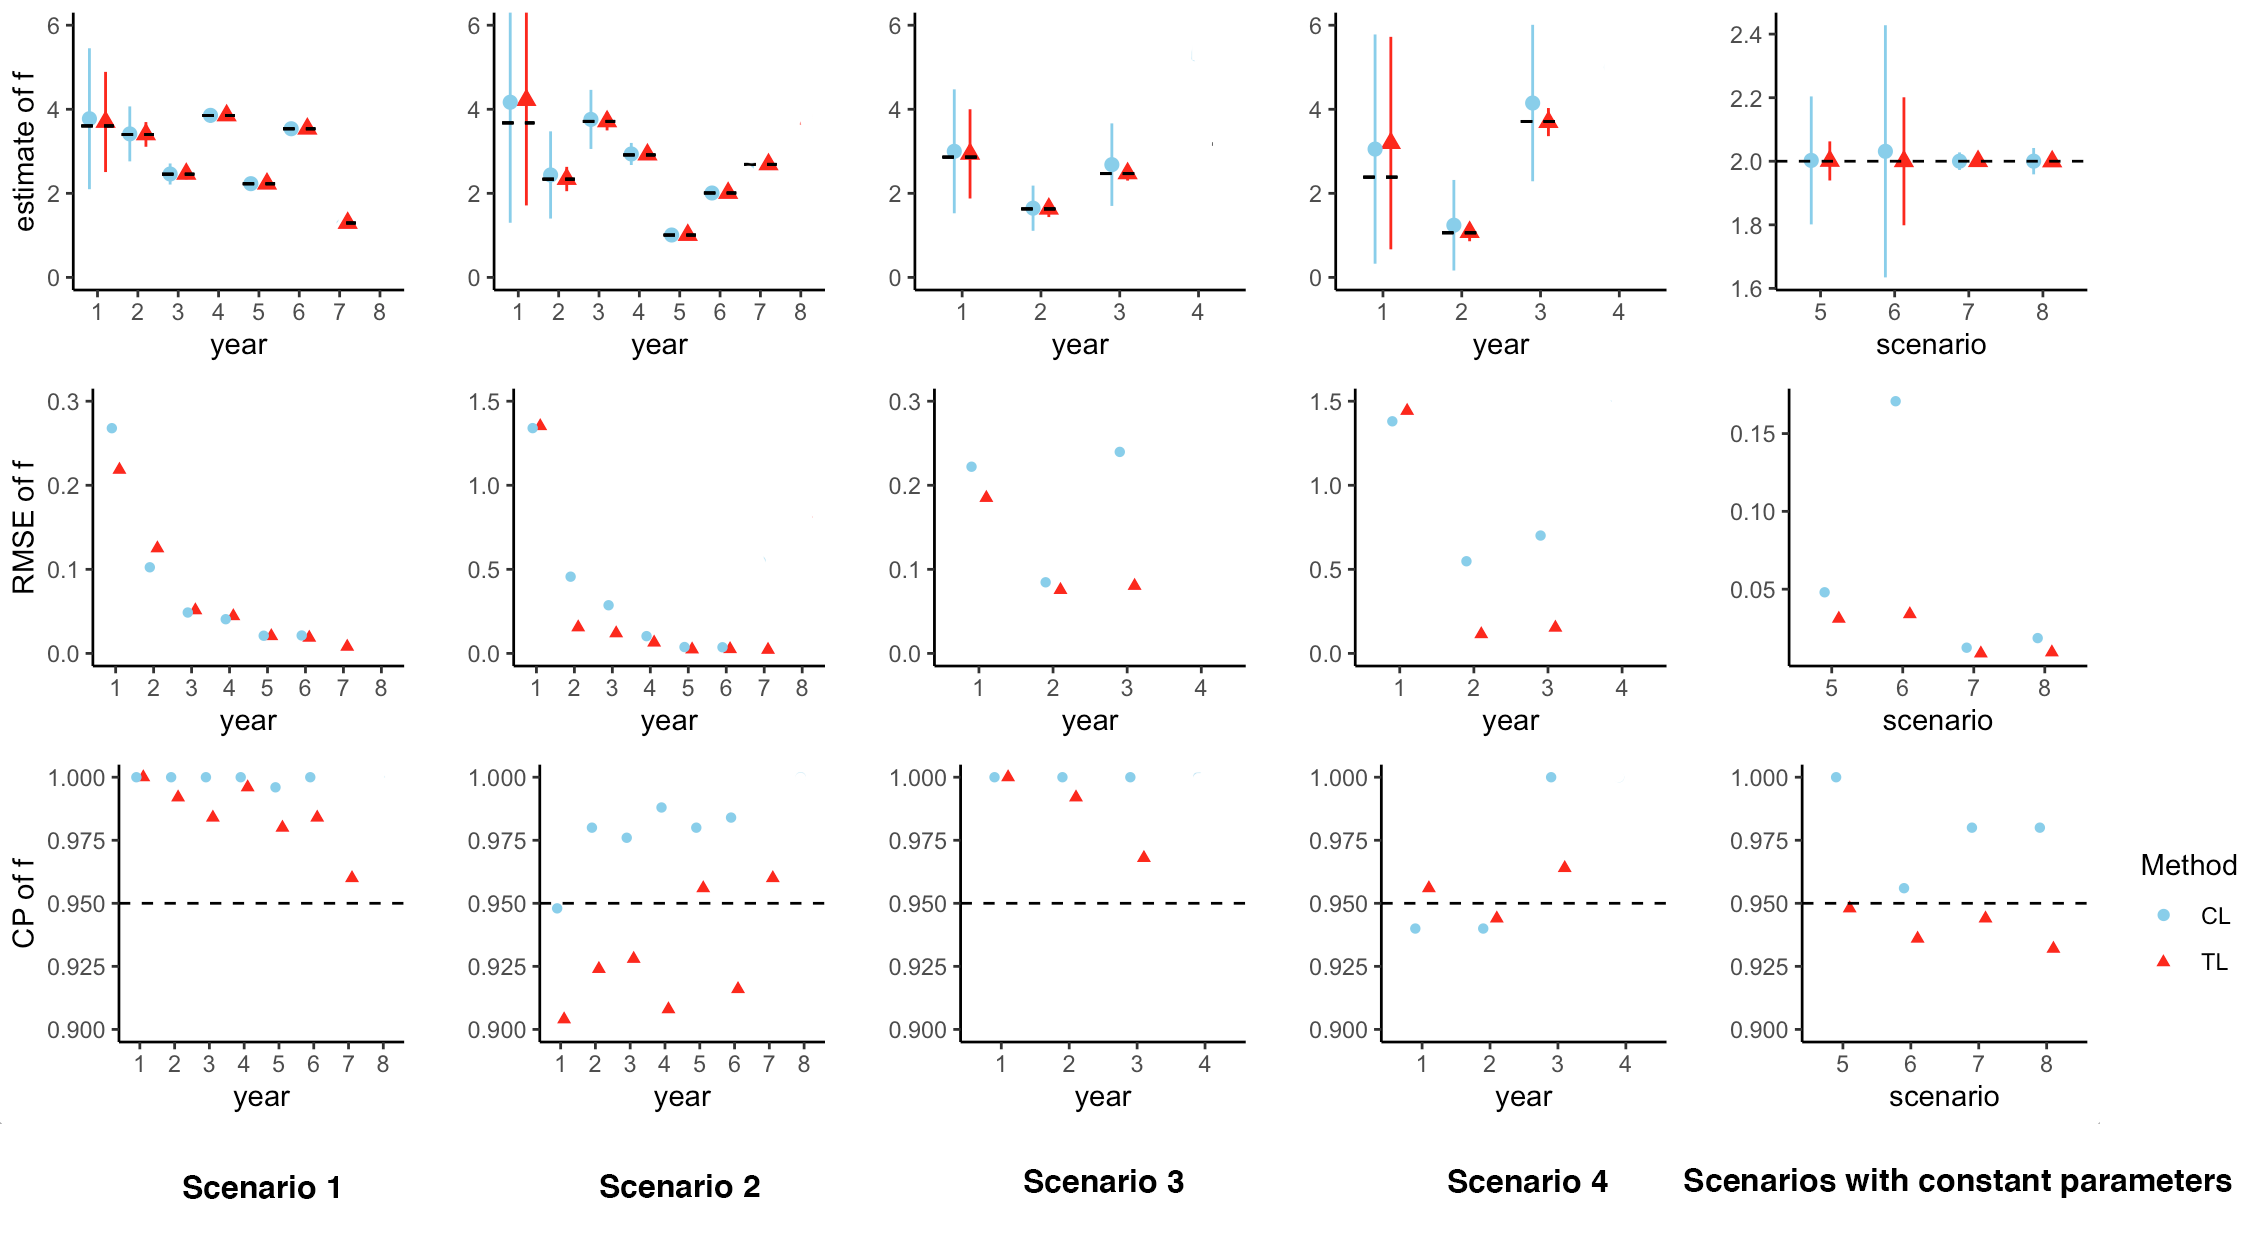 estimate of f
6
4
2
0
1 2 3 4 5 6 7 8
year
6
4
2
0
1 2 3 4 5 6 7 8
year
6
4
2
0
1 2 3 4
year
6
4
2
0
1 2 3 4
year
2.4
2.2
2.0
1.8
1.6
5 6 7 8
scenario
RMSE of f
0.3
0.2
0.1
0.0
1 2 3 4 5 6 7 8
year
1.5
1.0
0.5
0.0
1 2 3 4 5 6 7 8
year
0.3
0.2
0.1
0.0
1 2 3 4
year
1.5
1.0
0.5
0.0
1 2 3 4
year
0.15
0.10
0.05
5 6 7 8
scenario
CP of f
1.000
0.975
0.950
0.925
0.900
1 2 3 4 5 6 7 8
year
1.000
0.975
0.950
0.925
0.900
1 2 3 4 5 6 7 8
year
1.000
0.975
0.950
0.925
0.900
1 2 3 4
year
1.000
0.975
0.950
0.925
0.900
1 2 3 4
year
1.000
0.975
0.950
0.925
0.900
5 6 7 8
scenario
Method
CL
TL
Scenario 1
Scenario 2
Scenario 3
Scenario 4
Scenarios with constant parameters